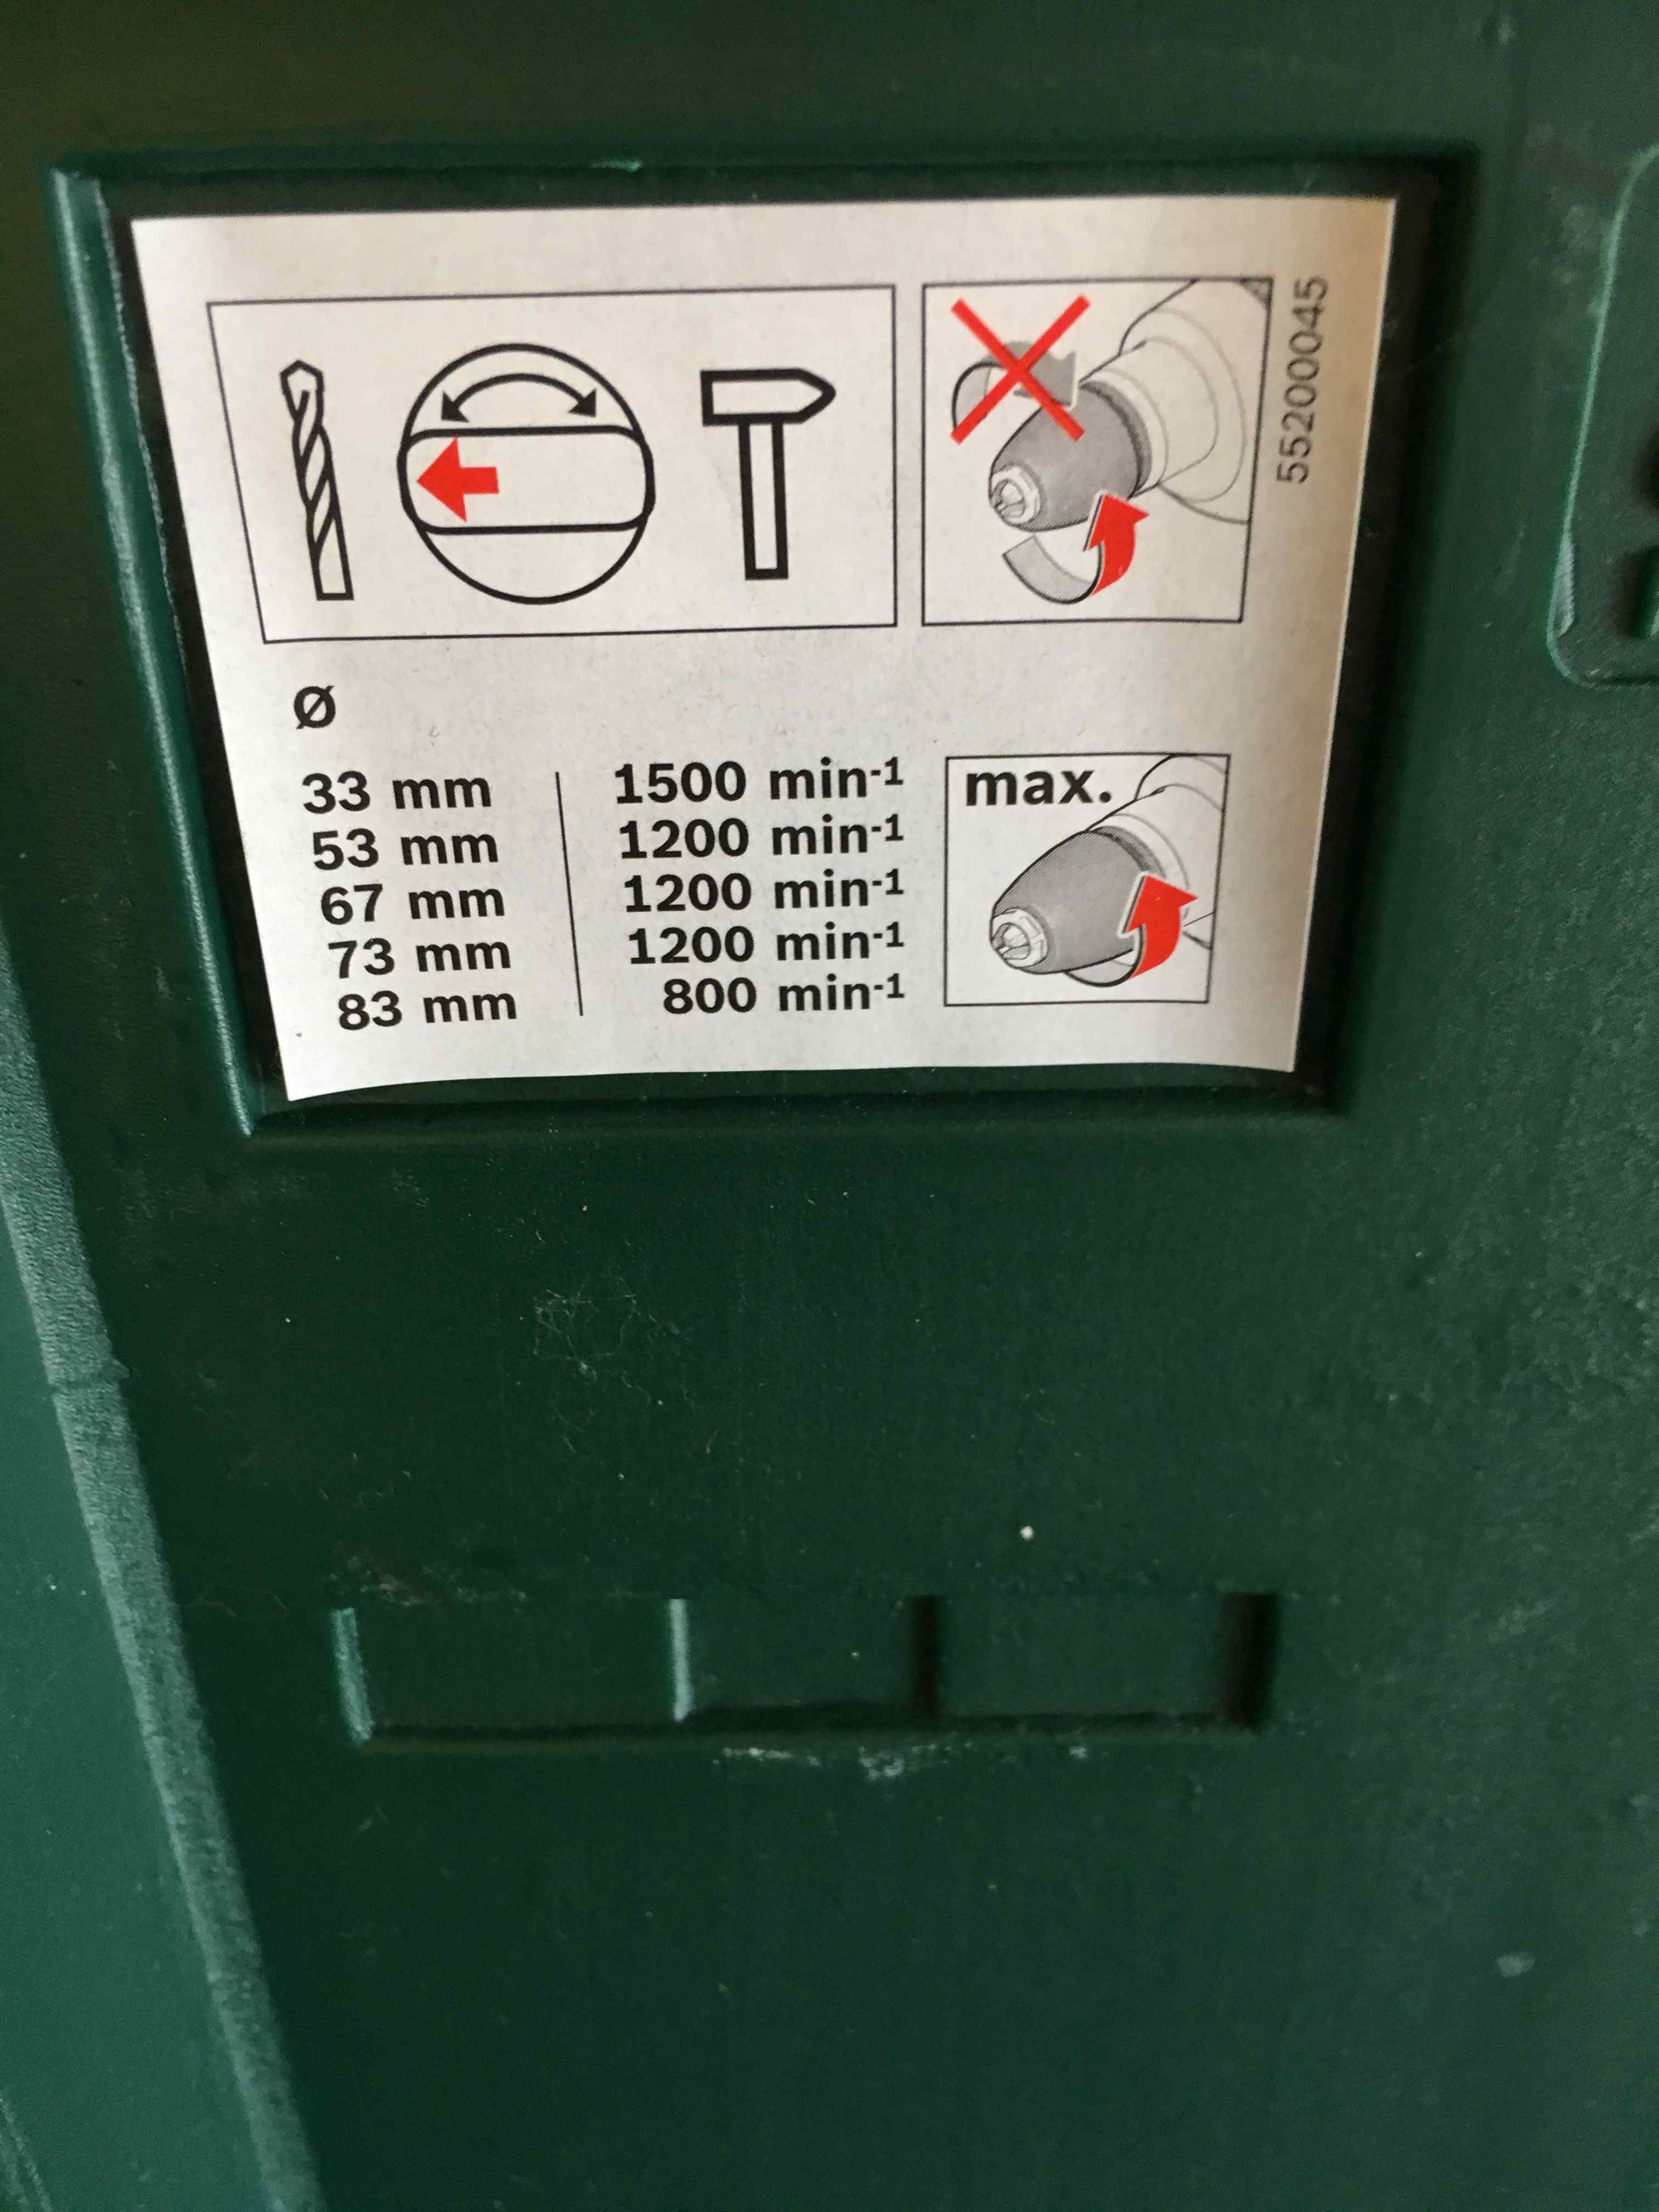 55200045
Ø
33 mm 1500 min-1
53 mm 1200 min-1
67 mm 1200 min-1
73 mm 1200 min-1
83 mm 800 min-1
max.